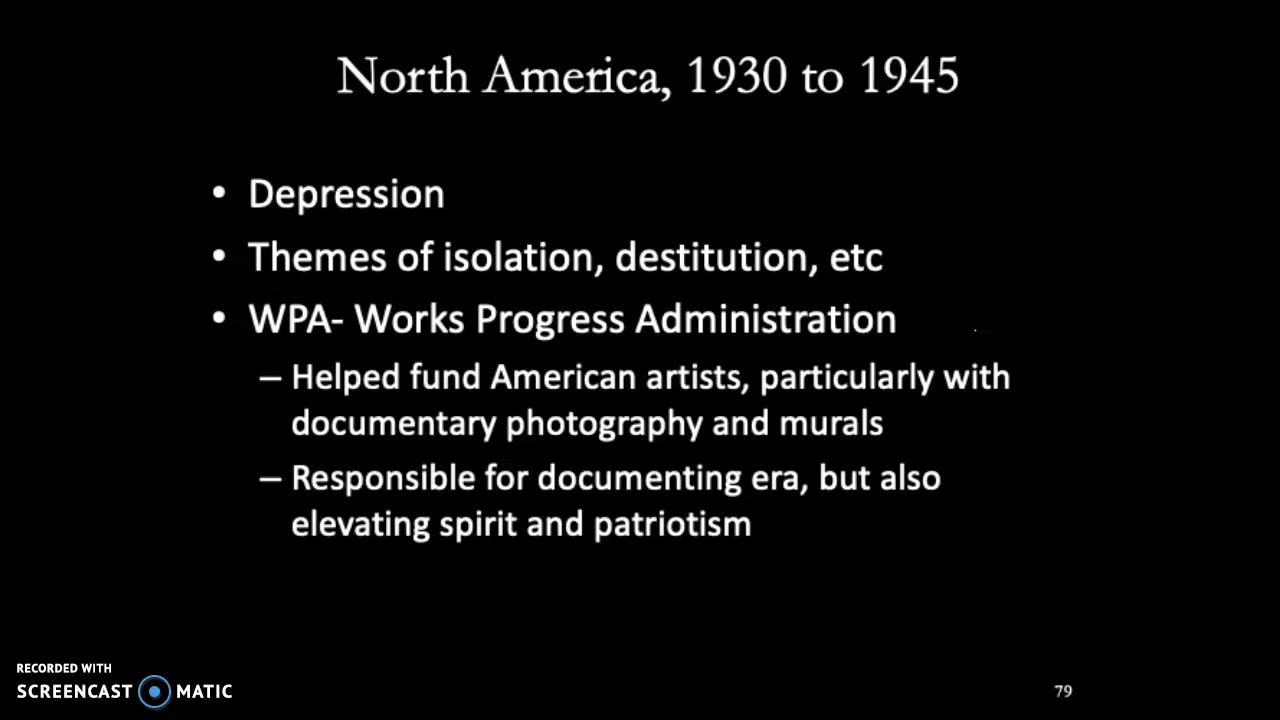 North America, 1930 to 1945
• Depression
• Themes of isolation, destitution, etc
• WPA- Works Progress Administration
– Helped fund American artists, particularly with
documentary photography and murals
– Responsible for documenting era, but also
elevating spirit and patriotism
RECORDED WITH
SCREENCAST MATIC
79